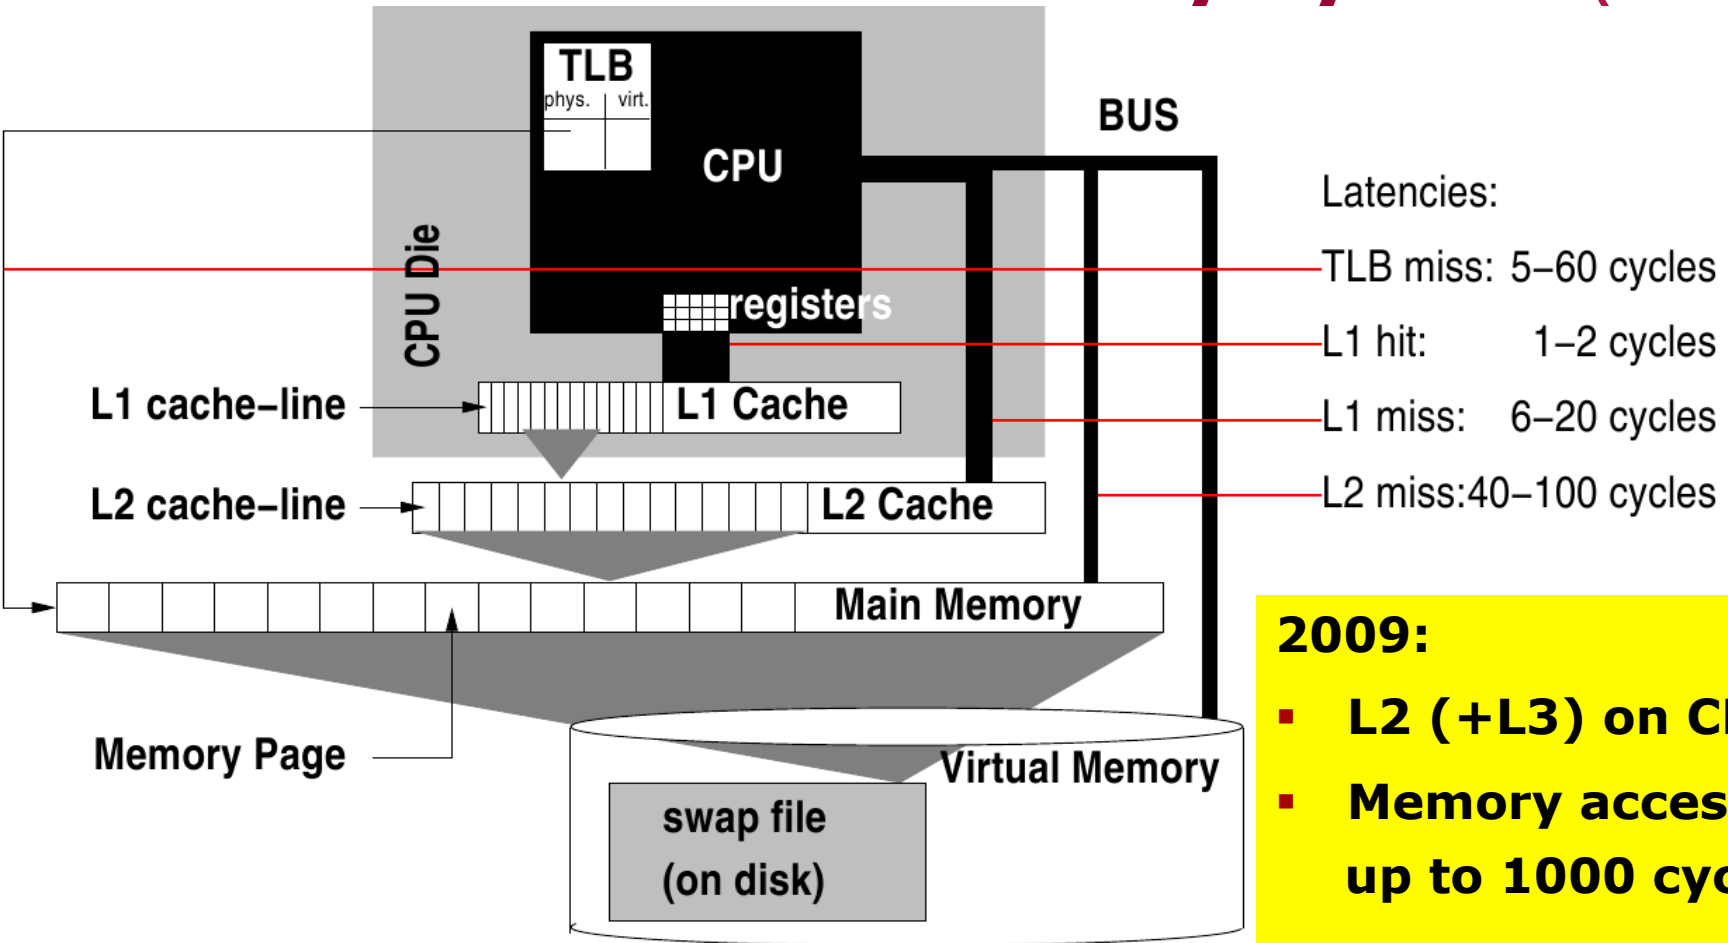 TLB
phys. virt.
CPU
BUS
CPU Die
registers
Latencies:
TLB miss: 5–60 cycles
L1 hit: 1–2 cycles
L1 miss: 6–20 cycles
L2 miss:40–100 cycles
L1 cache–line
L1 Cache
L2 cache–line
L2 Cache
Main Memory
Memory Page
Virtual Memory
swap file
(on disk)
2009:
▪ L2 (+L3) on
▪ Memory
up to 1000